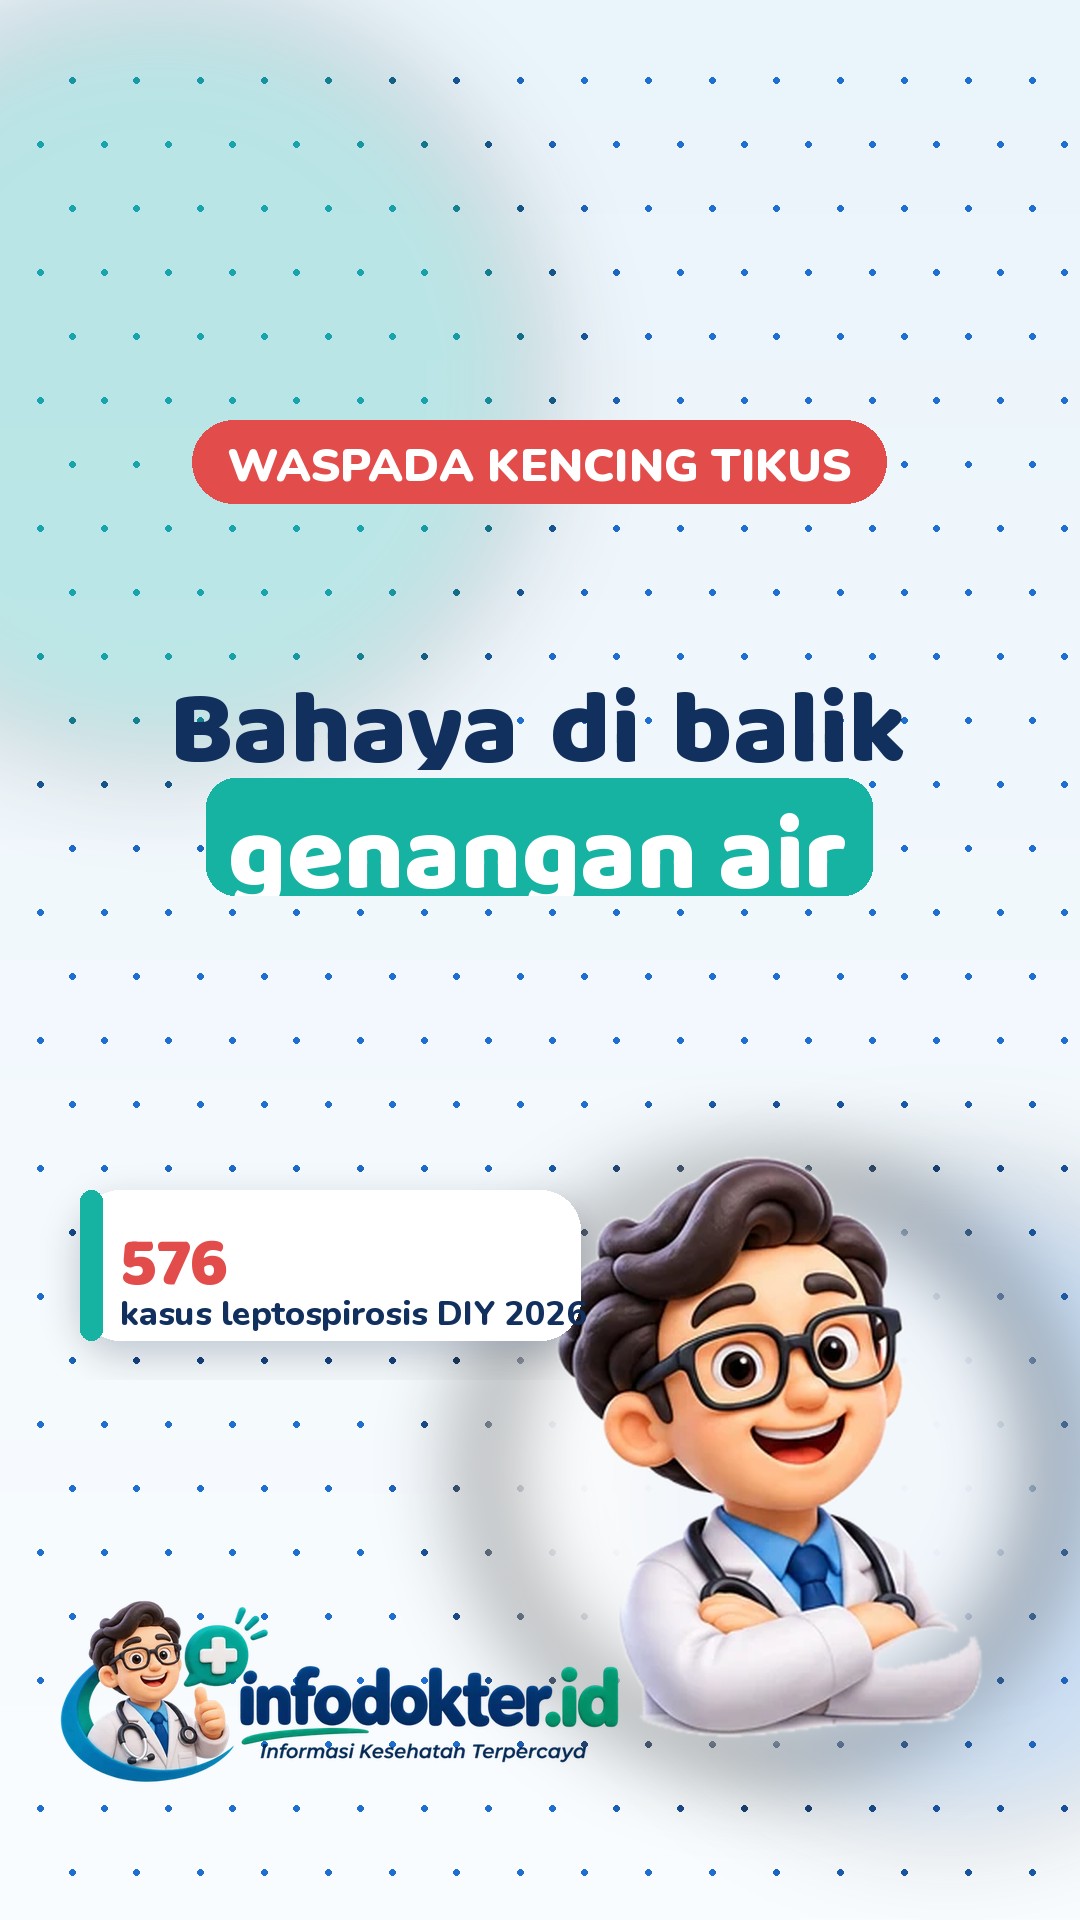 WASPADA KENCING TIKUS
Bahaya di balik
genangan air
576
kasus leptospirosis DIY 2026
infodokter.id
Informasi Kesehatan Terpercaya